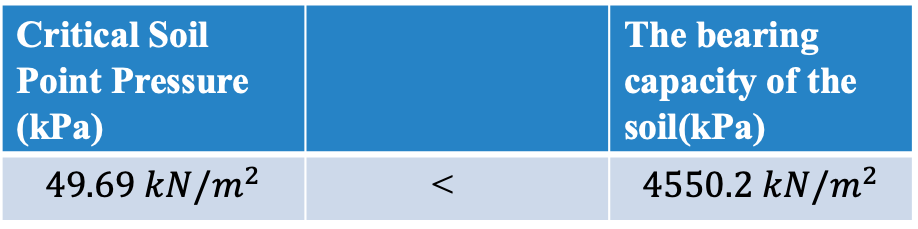 Critical Soil
Point Pressure
(kPa)
The bearing
capacity of the
soil(kPa)
49.69 kN/m²
<
4550.2 kN/m²